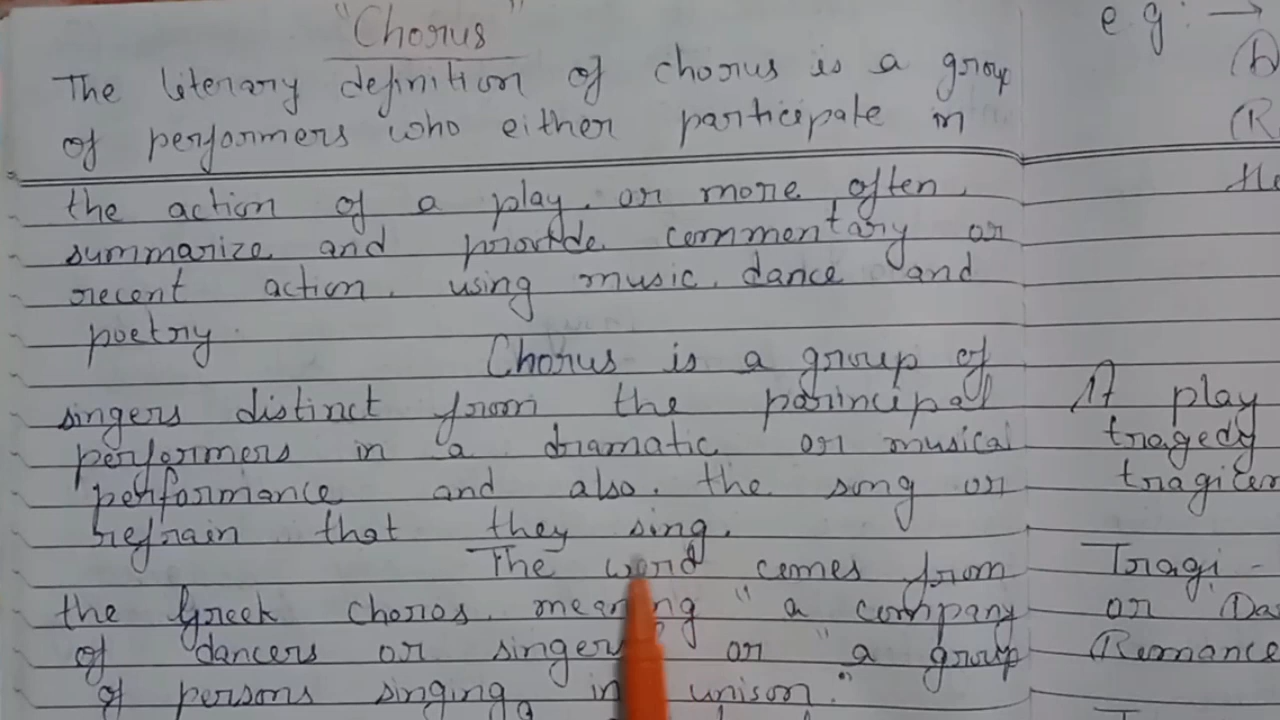 "Chorus"
The literary definition of chorus is a group
of performers who either participate in
the action of a play, or more often,
summarize and provide commentary or
recent action, using music, dance and
poetry.
Chorus is a group of
singers distinct from the parincipal
performers in a dramatic or musical
performance and also, the song or
refrain that they sing.
The word comes from
the Greek choros, meaning "a company
of dancers or singers" or "a group
of persons singing in unison."
e.g: →
(b
(R
A play
tragedy
Tragi-
or
Romance